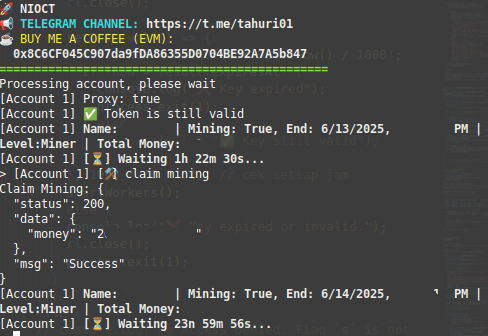 🚀 NIOCT
📢 TELEGRAM CHANNEL: https://t.me/tahuri01
☕ BUY ME A COFFEE (EVM):
0x8C6CF045C907da9fDA86355D0704BE92A7A5b847
===============================================
Processing account, please wait
[Account 1] Proxy: true
[Account 1] ✅ Token is still valid
[Account 1] Name: | Mining: True, End: 6/13/2025, PM |
Level:Miner | Total Money:
[Account 1] [⏳] Waiting 1h 22m 30s...
> [Account 1] [⚒️] claim mining
Claim Mining: {
"status": 200,
"data": {
"money": "2 "
},
"msg": "Success"
}
[Account 1] Name: | Mining: True, End: 6/14/2025, PM |
Level:Miner | Total Money:
[Account 1] [⏳] Waiting 23h 59m 56s...